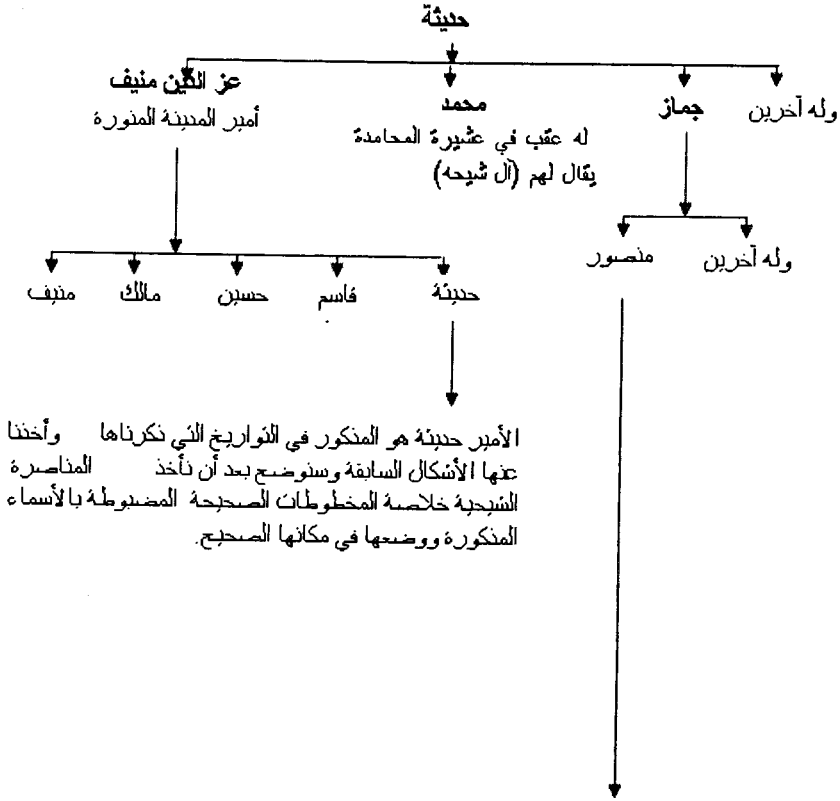 حديثة
وله آخرين
جماز
محمد
له عقب في عشيرة المحامدة
يقال لهم (آل شيحه)
عز الدين منيف
أمير المدينة المنورة
وله آخرين
منصور
حديثة
قاسم
حسين
مالك
منيف
الأمير حديثة هو المذكور في التواريخ التي ذكرناها وأخذنا
عنها الأشكال السابقة وسنوضح بعد أن نأخذ المناصرة
الشيحية خلاصة المخطوطات الصحيحة المضبوطة بالأسماء
المذكورة ووضعها في مكانها الصحيح.